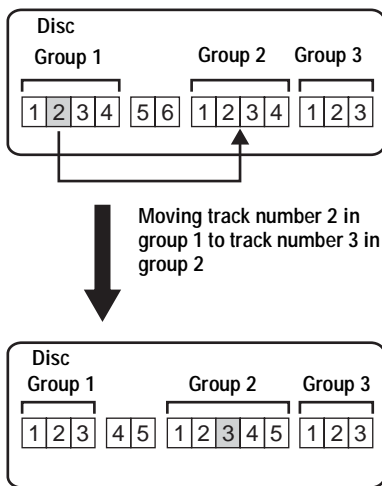 Disc
Group 1 Group 2 Group 3
1 2 3 4 5 6 1 2 3 4 1 2 3
Moving track number 2 in
group 1 to track number 3 in
group 2
Disc
Group 1 Group 2 Group 3
1 2 3 4 5 1 2 3 4 5 1 2 3